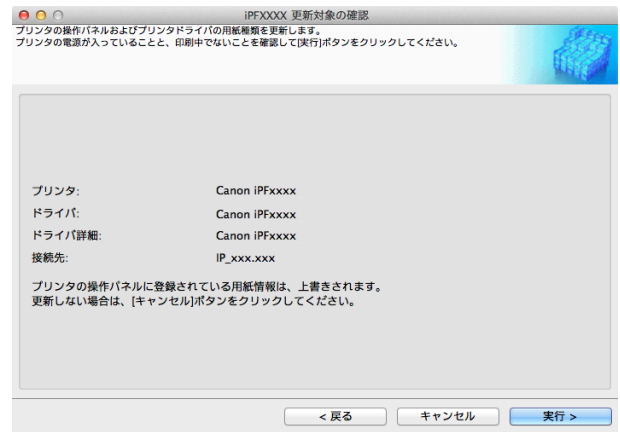 iPFXXXX 更新対象の確認
プリンタの操作パネルおよびプリンタドライバの用紙種類を更新します。
プリンタの電源が入っていることと、印刷中でないことを確認して[実行]ボタンをクリックしてください。
プリンタ: Canon iPFxxxx
ドライバ: Canon iPFxxxx
ドライバ詳細: Canon iPFxxxx
接続先: IP_xxx.xxx
プリンタの操作パネルに登録されている用紙情報は、上書きされます。
更新しない場合は、[キャンセル]ボタンをクリックしてください。
< 戻る キャンセル 実行 >